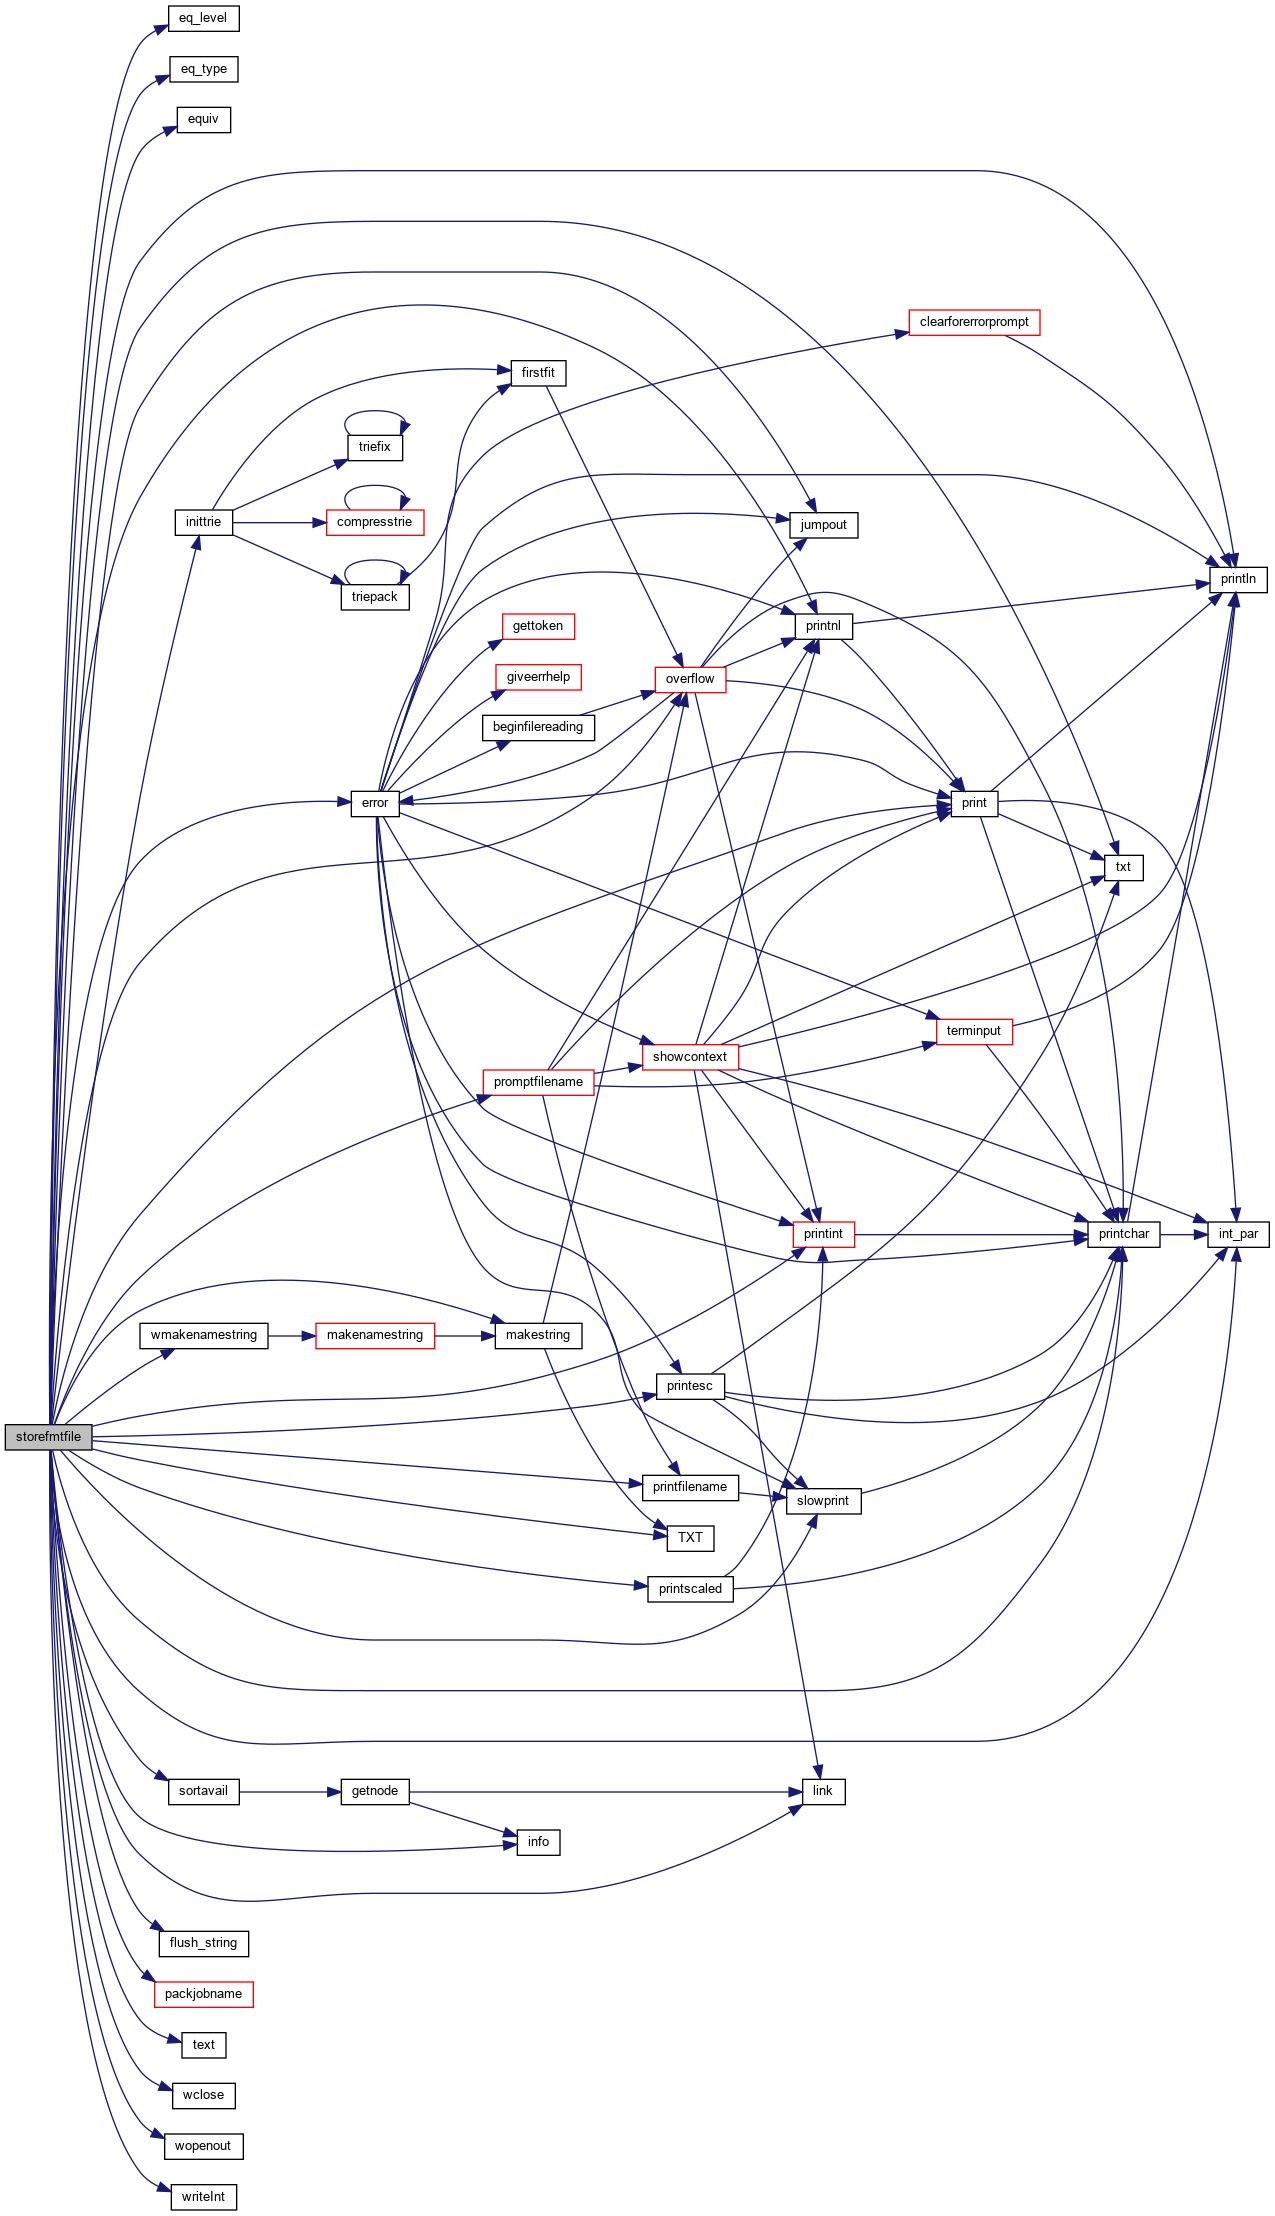 eq_level
eq_type
equiv
clearforerrorprompt
firstfit
triefix
inittrie
compresstrie
jumpout
println
triepack
gettoken
printnl
giveerrhelp
overflow
beginfilereading
error
print
txt
terminput
showcontext
promptfilename
printint
printchar
int_par
wmakenamestring
makenamestring
makestring
printesc
storefmtfile
printfilename
slowprint
TXT
printscaled
sortavail
getnode
link
info
flush_string
packjobname
text
wclose
wopenout
writeInt